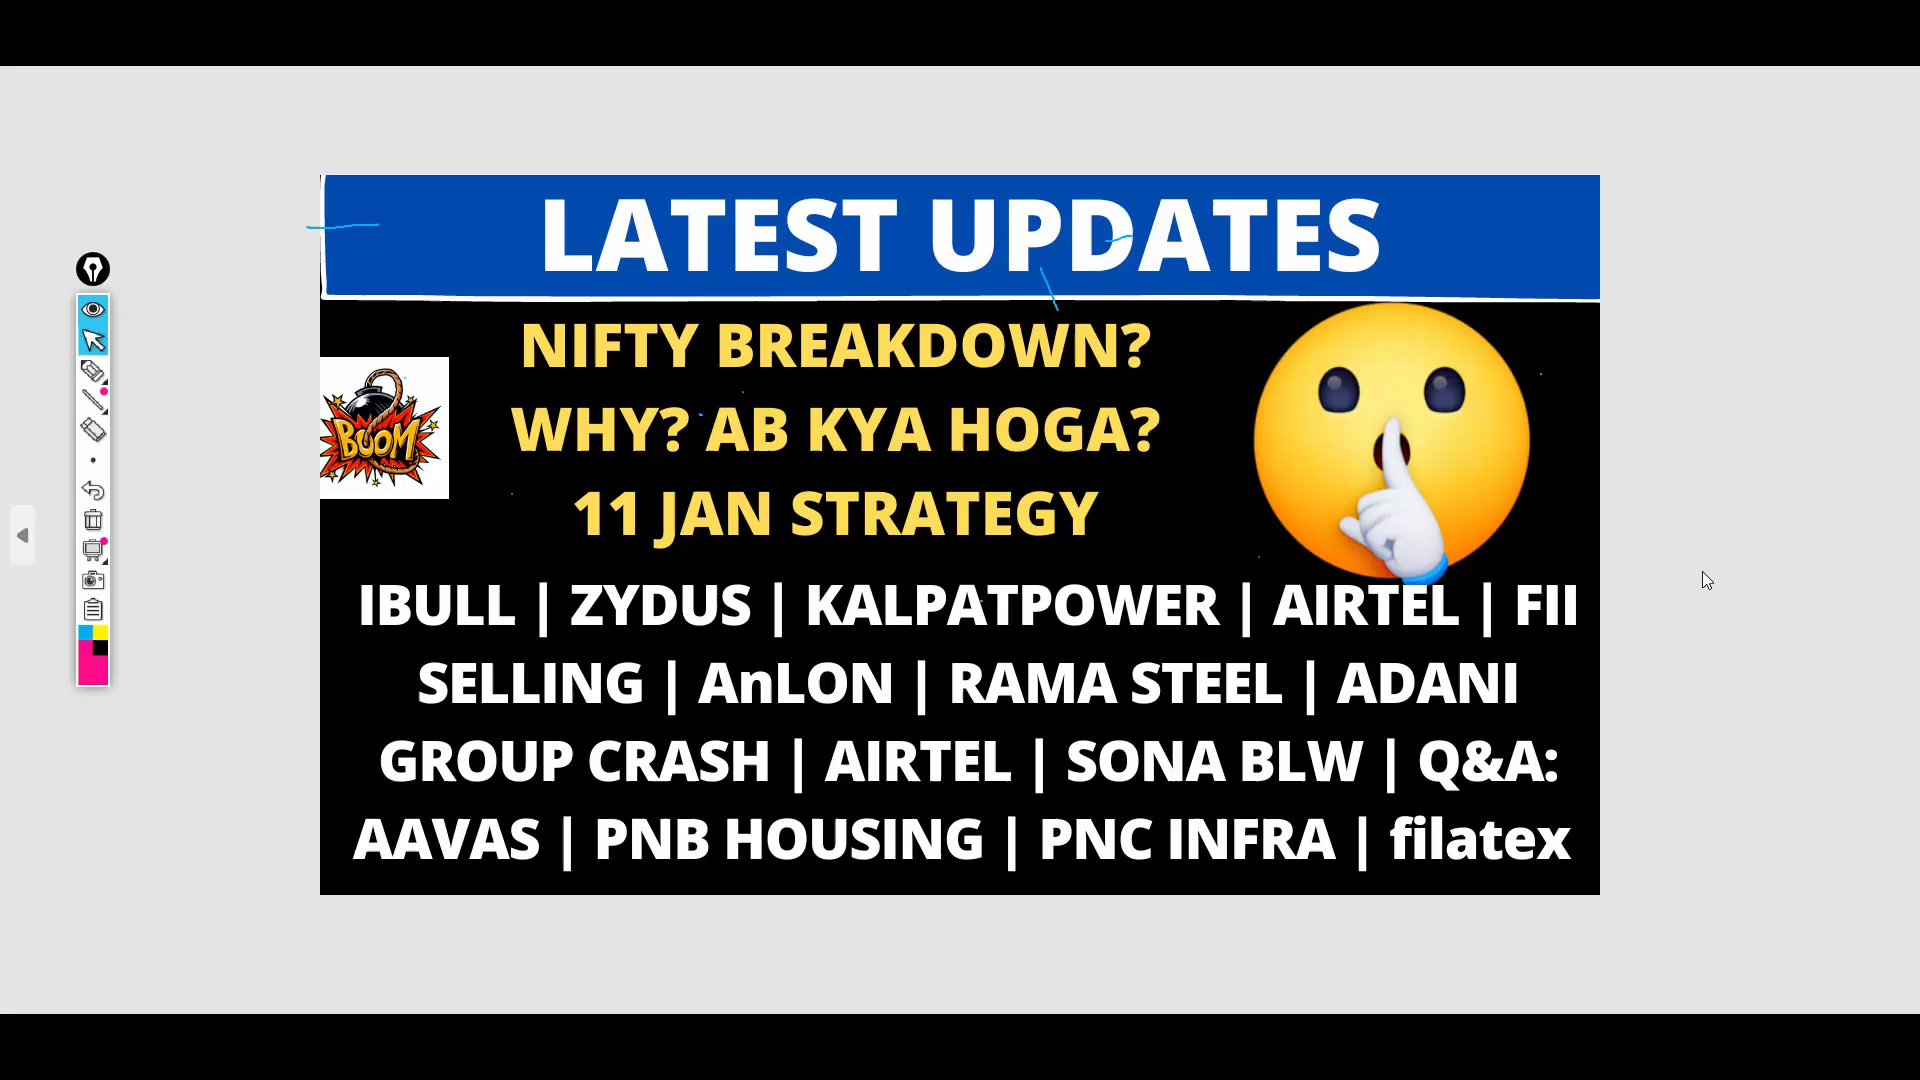 LATEST UPDATES
NIFTY BREAKDOWN?
WHY? AB KYA HOGA?
11 JAN STRATEGY
BOOM
IBULL | ZYDUS | KALPATPOWER | AIRTEL | FII
SELLING | AnLON | RAMA STEEL | ADANI
GROUP CRASH | AIRTEL | SONA BLW | Q&A:
AAVAS | PNB HOUSING | PNC INFRA | filatex